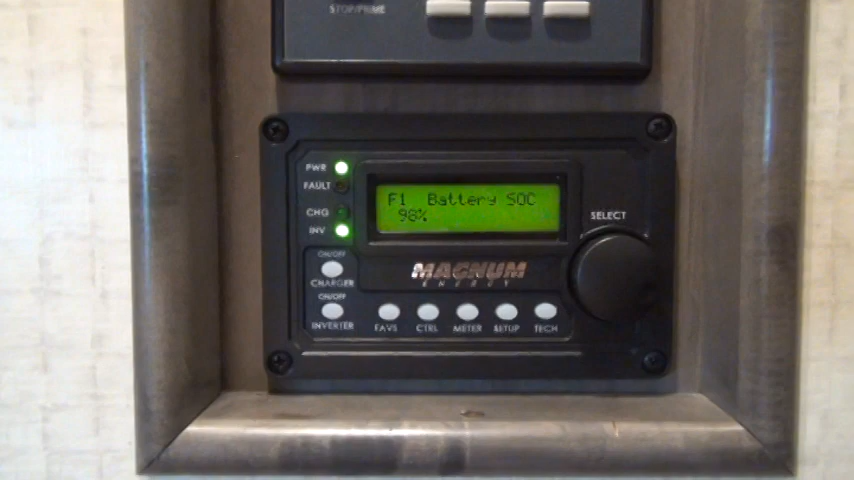 STOP/PRIME
PWR
FAULT
CHG
INV
F1 Battery SOC
98%
SELECT
ON/OFF
CHARGER
ON/OFF
INVERTER
MAGNUM
ENERGY
FAVS
CTRL
METER
SETUP
TECH